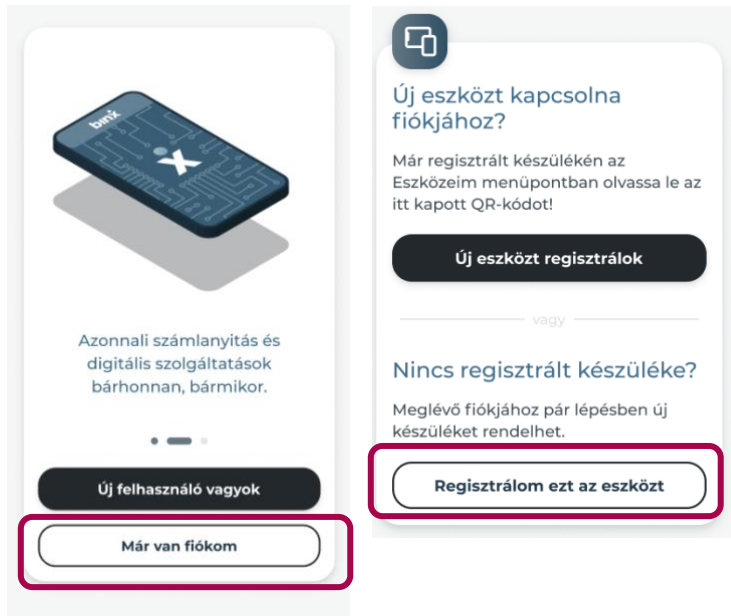 binx
X
Azonnali számlanyitás és
digitális szolgáltatások
bárhonnan, bármikor.
Új felhasználó vagyok
Már van fiókom
Új eszközt kapcsolna
fiókjához?
Már regisztrált készülékén az
Eszközeim menüpontban olvassa le az
itt kapott QR-kódot!
Új eszközt regisztrálok
vagy
Nincs regisztrált készüléke?
Meglévő fiókjához pár lépésben új
készüléket rendelhet.
Regisztrálom ezt az eszközt